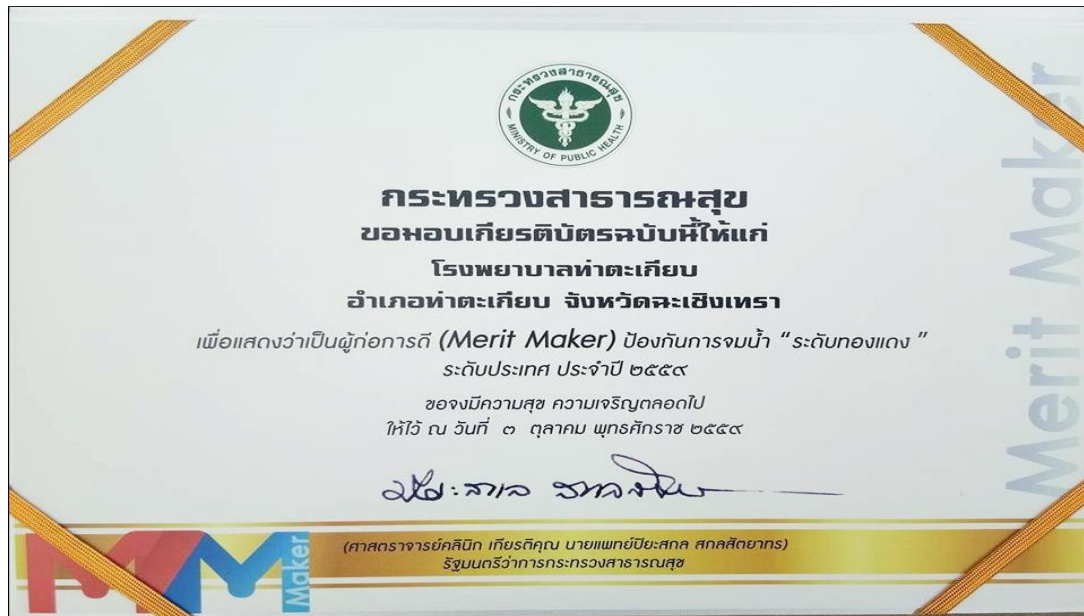 กระทรวงสาธารณสุข
MINISTRY OF PUBLIC HEALTH
กระทรวงสาธารณสุข
ขอมอบเกียรติบัตรฉบับนี้ให้แก่
โรงพยาบาลท่าตะเกียบ
อำเภอท่าตะเกียบ จังหวัดฉะเชิงเทรา
เพื่อแสดงว่าเป็นผู้ก่อการดี (Merit Maker) ป้องกันการจมน้ำ “ระดับทองแดง ”
ระดับประเทศ ประจำปี ๒๕๕๙
ขอจงมีความสุข ความเจริญตลอดไป
ให้ไว้ ณ วันที่ ๓ ตุลาคม พุทธศักราช ๒๕๕๙
(ศาสตราจารย์คลินิก เกียรติคุณ นายแพทย์ปิยะสกล สกลสัตยาทร)
รัฐมนตรีว่าการกระทรวงสาธารณสุข
MM
Maker
Merit Maker